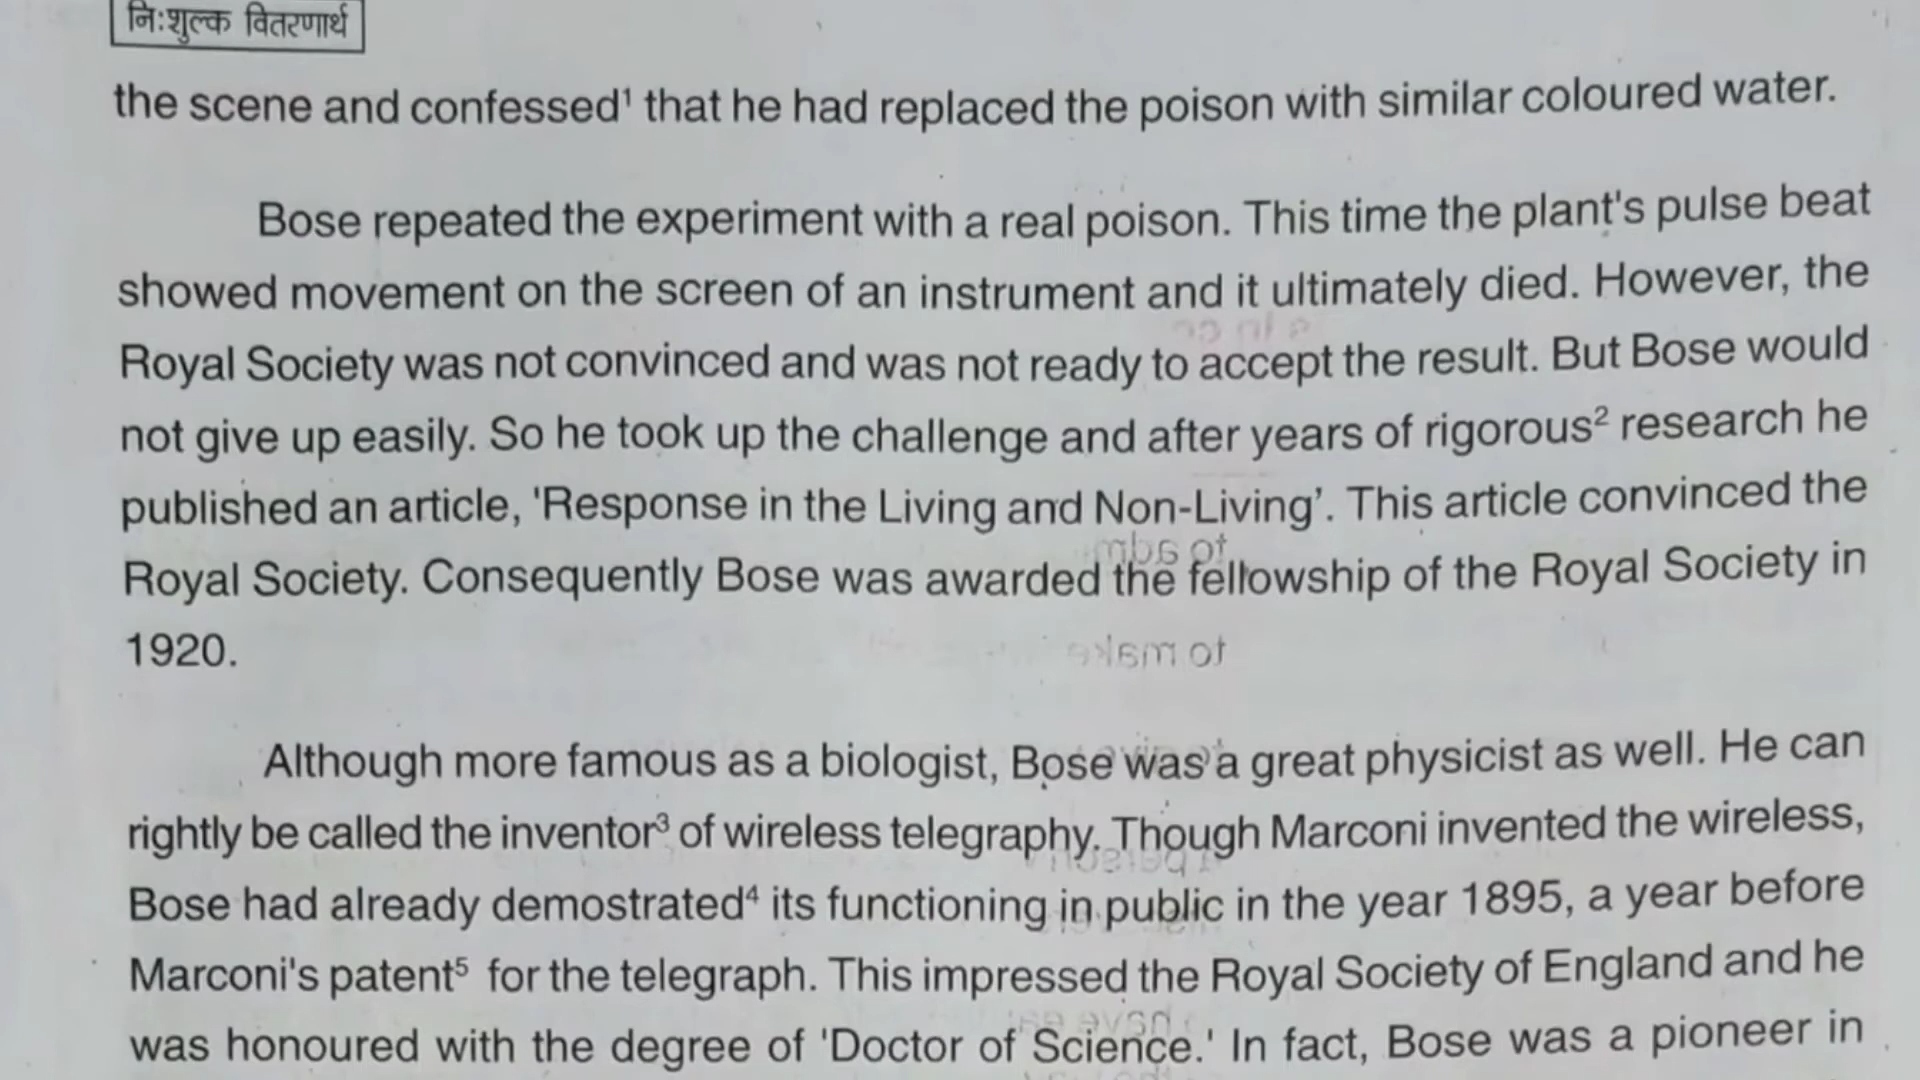 नि:शुल्क वितरणार्थ
the scene and confessed¹ that he had replaced the poison with similar coloured water.
Bose repeated the experiment with a real poison. This time the plant's pulse beat
showed movement on the screen of an instrument and it ultimately died. However, the
Royal Society was not convinced and was not ready to accept the result. But Bose would
not give up easily. So he took up the challenge and after years of rigorous² research he
published an article, 'Response in the Living and Non-Living’. This article convinced the
Royal Society. Consequently Bose was awarded the fellowship of the Royal Society in
1920.
Although more famous as a biologist, Bose was a great physicist as well. He can
rightly be called the inventor³ of wireless telegraphy. Though Marconi invented the wireless,
Bose had already demostrated⁴ its functioning in public in the year 1895, a year before
Marconi's patent⁵ for the telegraph. This impressed the Royal Society of England and he
was honoured with the degree of 'Doctor of Science.' In fact, Bose was a pioneer in